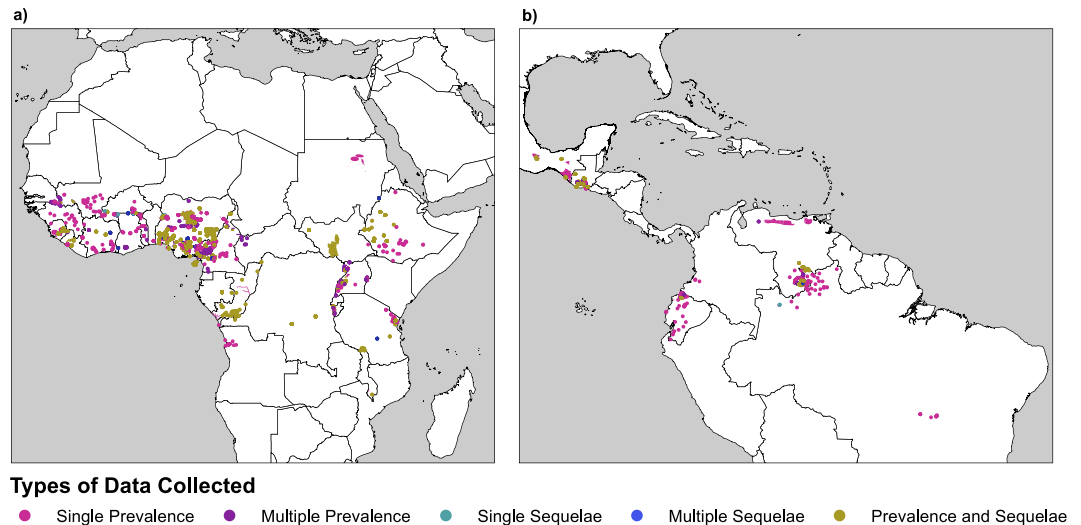 a)
b)
Types of Data Collected
Single Prevalence Multiple Prevalence Single Sequelae Multiple Sequelae Prevalence and Sequelae